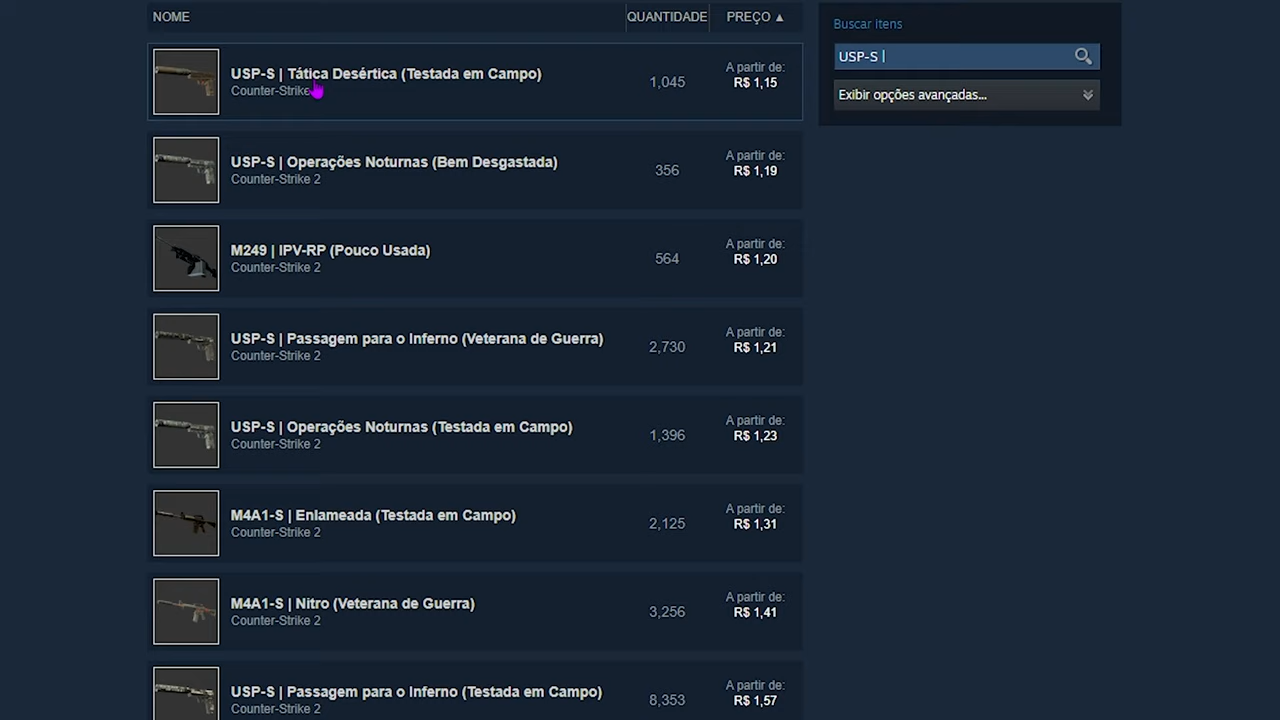 NOME QUANTIDADE PREÇO ▲
USP-S | Tática Desértica (Testada em Campo)
Counter-Strike
1,045
A partir de:
R$ 1,15
USP-S | Operações Noturnas (Bem Desgastada)
Counter-Strike 2
356
A partir de:
R$ 1,19
M249 | IPV-RP (Pouco Usada)
Counter-Strike 2
564
A partir de:
R$ 1,20
USP-S | Passagem para o Inferno (Veterana de Guerra)
Counter-Strike 2
2,730
A partir de:
R$ 1,21
USP-S | Operações Noturnas (Testada em Campo)
Counter-Strike 2
1,396
A partir de:
R$ 1,23
M4A1-S | Enlameada (Testada em Campo)
Counter-Strike 2
2,125
A partir de:
R$ 1,31
M4A1-S | Nitro (Veterana de Guerra)
Counter-Strike 2
3,256
A partir de:
R$ 1,41
USP-S | Passagem para o Inferno (Testada em Campo)
Counter-Strike 2
8,353
A partir de:
R$ 1,57
Buscar itens
USP-S |
Exibir opções avançadas...